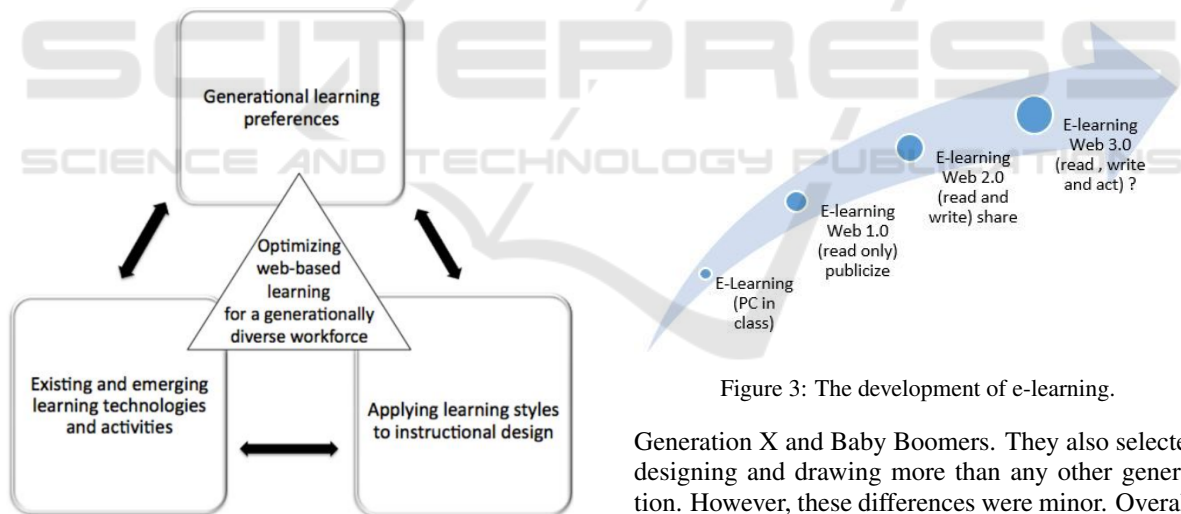 SCITEPRESS
SCIENCE AND TECHNOLOGY PUBLICATIONS
Generational learning
preferences
Optimizing
web-based
learning
for a generationally
diverse workforce
Existing and emerging
learning technologies
and activities
Applying learning styles
to instructional design
E-Learning
(PC in
class)
E-learning
Web 1.0
(read only)
publicize
E-learning
Web 2.0
(read and
write) share
E-learning
Web 3.0
(read , write
and act) ?
Figure 3: The development of e-learning.
Generation X and Baby Boomers. They also selecte
designing and drawing more than any other gener
tion. However, these differences were minor. Overal